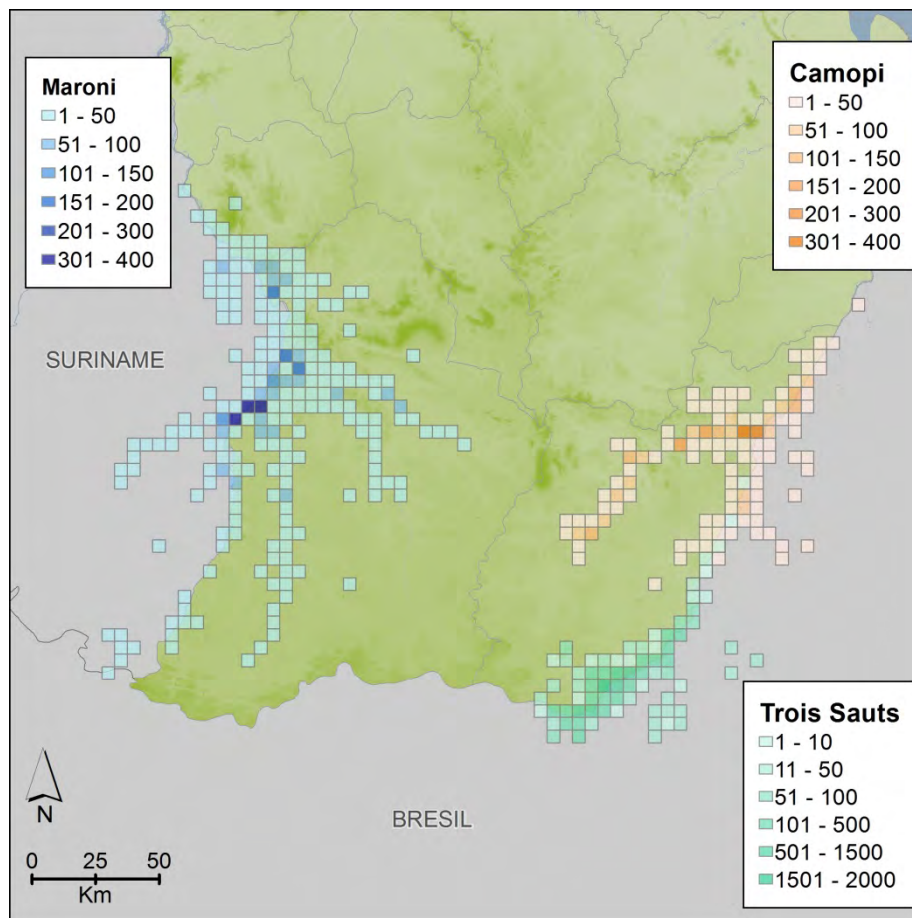 Maroni
1 - 50
51 - 100
101 - 150
151 - 200
201 - 300
301 - 400
Camopi
1 - 50
51 - 100
101 - 150
151 - 200
201 - 300
301 - 400
SURINAME
Trois Sauts
1 - 10
11 - 50
51 - 100
101 - 500
501 - 1500
1501 - 2000
BRESIL
N
0 25 50
Km